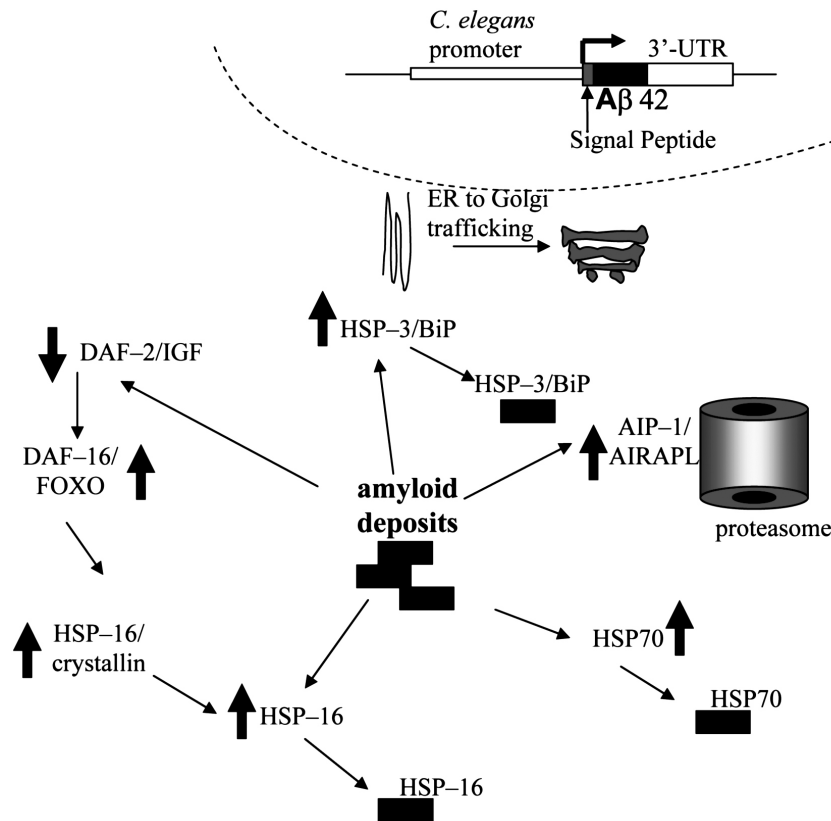 C. elegans
promoter
3’-UTR
Aβ 42
Signal Peptide
ER to Golgi
trafficking
HSP–3/BiP
DAF–2/IGF
HSP–3/BiP
AIP–1/
AIRAPL
DAF–16/
FOXO
amyloid
deposits
proteasome
HSP–16/
crystallin
HSP70
HSP–16
HSP70
HSP–16